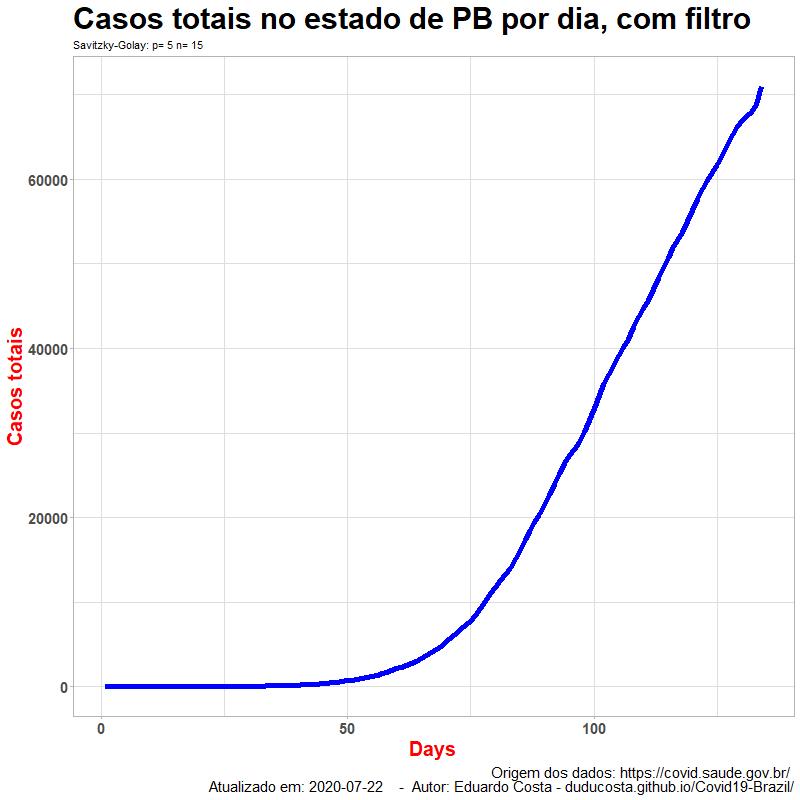 Casos totais no estado de PB por dia, com filtro
Savitzky-Golay: p= 5 n= 15
60000
40000
20000
0
Casos totais
0 50 100
Days
Origem dos dados: https://covid.saude.gov.br/
Atualizado em: 2020-07-22 - Autor: Eduardo Costa - duducosta.github.io/Covid19-Brazil/